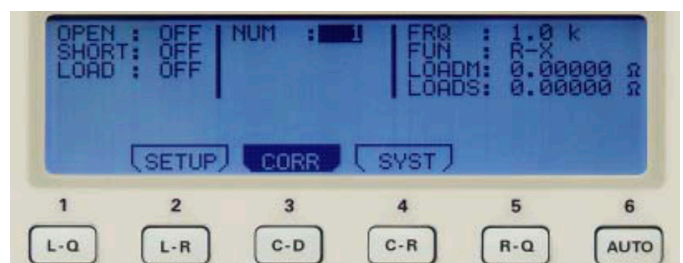 OPEN : OFF NUM : 1 FRQ : 1.0 k
SHORT: OFF FUN : R-X
LOAD : OFF LOADM: 0.00000 Ω
LOADS: 0.00000 Ω
SETUP CORR SYST
1 2 3 4 5 6
L-Q L-R C-D C-R R-Q AUTO